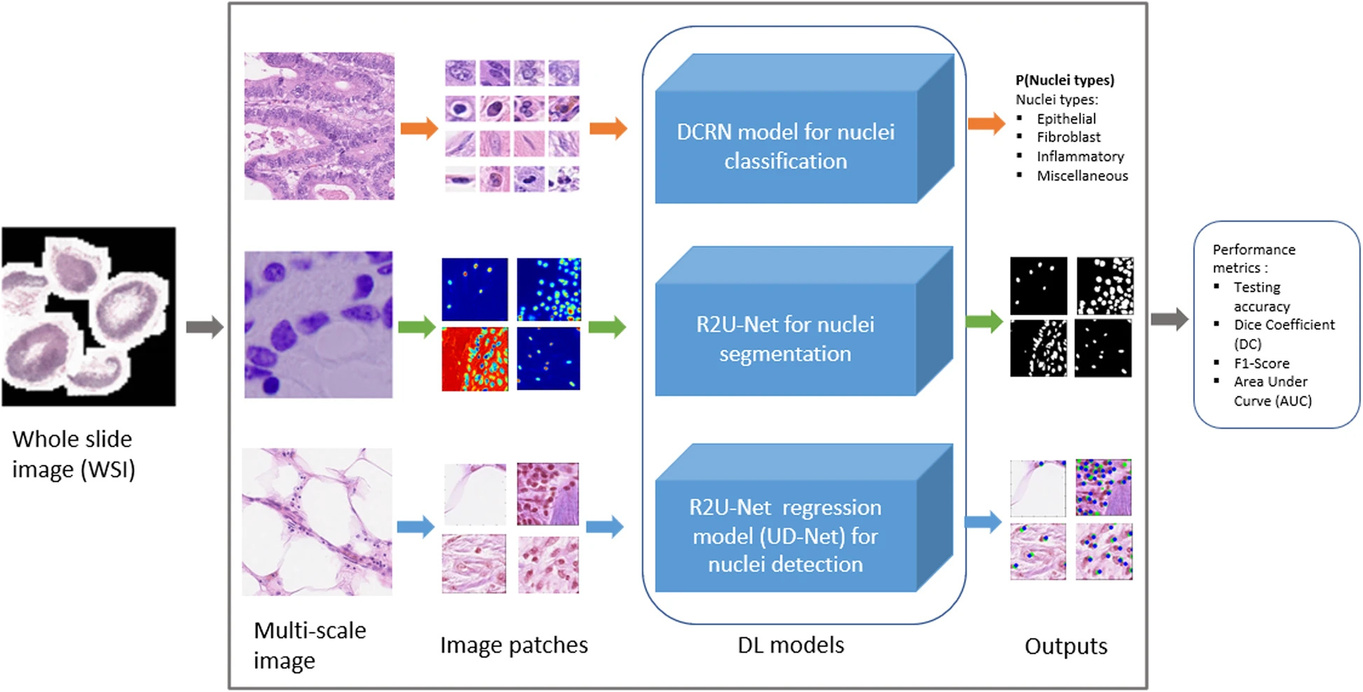 DCRN model for nuclei
classification
P(Nuclei types)
Nuclei types:
▪ Epithelial
▪ Fibroblast
▪ Inflammatory
▪ Miscellaneous
Whole slide
image (WSI)
R2U-Net for nuclei
segmentation
Performance
metrics :
▪ Testing
accuracy
▪ Dice Coefficient
(DC)
▪ F1-Score
▪ Area Under
Curve (AUC)
R2U-Net regression
model (UD-Net) for
nuclei detection
Multi-scale
image
Image patches
DL models
Outputs